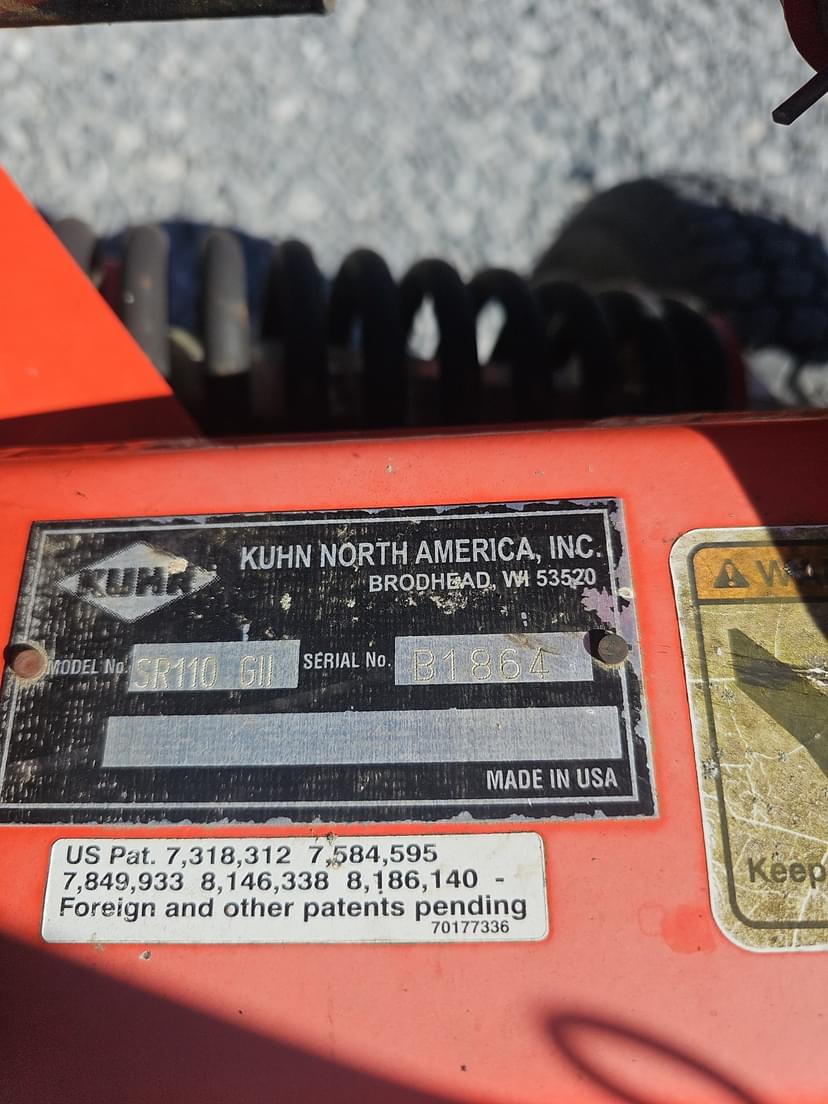 KUHN
KUHN NORTH AMERICA, INC.
BRODHEAD, WI 53520
MODEL No. SR110 GII SERIAL No. B1864
MADE IN USA
US Pat. 7,318,312 7,584,595
7,849,933 8,146,338 8,186,140 -
Foreign and other patents pending
70177336
Keep